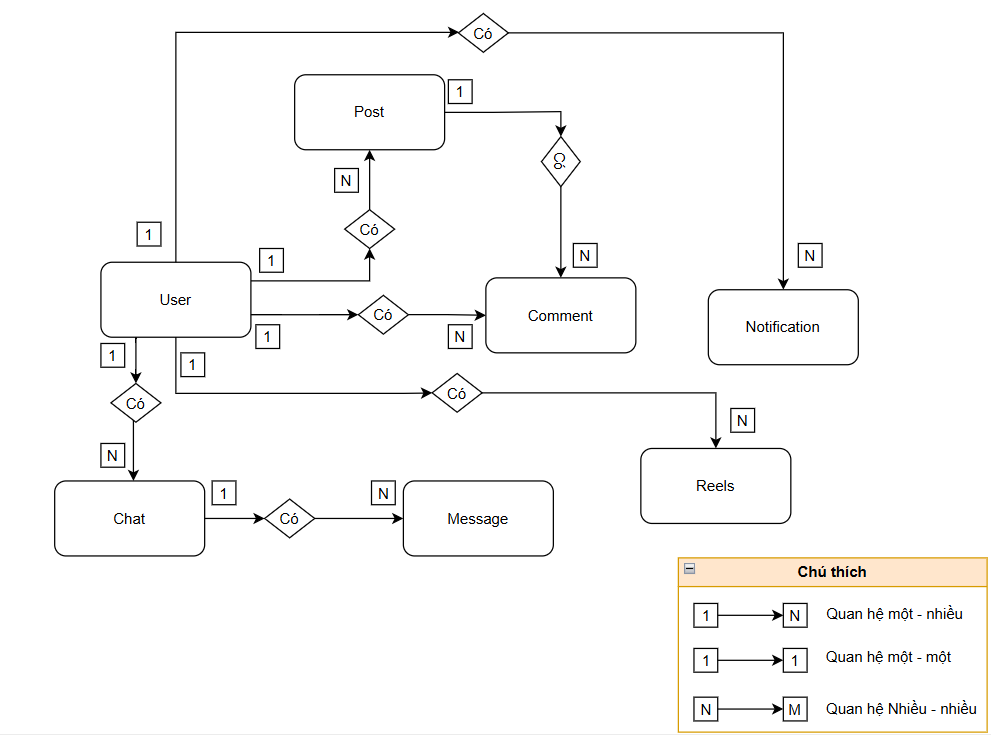 Có
Post
1
Có
N
1
Có
1
N
N
User
Có
Comment
Notification
1
N
1
1
Có
Có
N
N
Reels
1
N
Chat
Có
Message
Chú thích
1 N Quan hệ một - nhiều
1 1 Quan hệ một - một
N M Quan hệ Nhiều - nhiều